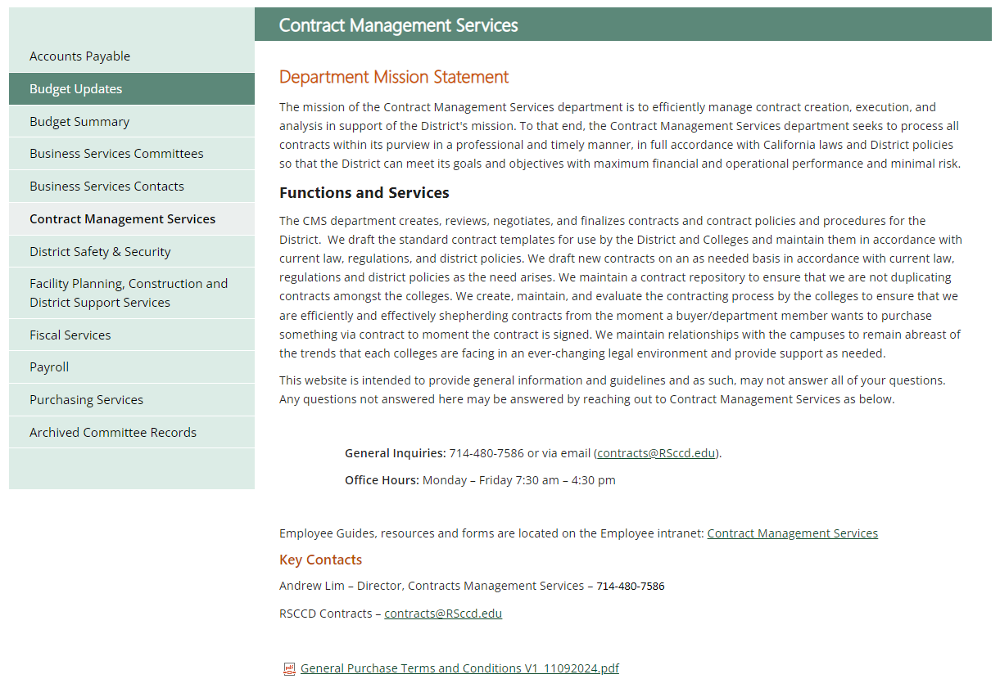 Contract Management Services
Accounts Payable
Budget Updates
Budget Summary
Business Services Committees
Business Services Contacts
Contract Management Services
District Safety & Security
Facility Planning, Construction and
District Support Services
Fiscal Services
Payroll
Purchasing Services
Archived Committee Records
Department Mission Statement
The mission of the Contract Management Services department is to efficiently manage contract creation, execution, and
analysis in support of the District's mission. To that end, the Contract Management Services department seeks to process all
contracts within its purview in a professional and timely manner, in full accordance with California laws and District policies
so that the District can meet its goals and objectives with maximum financial and operational performance and minimal risk.
Functions and Services
The CMS department creates, reviews, negotiates, and finalizes contracts and contract policies and procedures for the
District.  We draft the standard contract templates for use by the District and Colleges and maintain them in accordance with
current law, regulations, and district policies. We draft new contracts on an as needed basis in accordance with current law,
regulations and district policies as the need arises. We maintain a contract repository to ensure that we are not duplicating
contracts amongst the colleges. We create, maintain, and evaluate the contracting process by the colleges to ensure that we
are efficiently and effectively shepherding contracts from the moment a buyer/department member wants to purchase
something via contract to moment the contract is signed. We maintain relationships with the campuses to remain abreast of
the trends that each colleges are facing in an ever-changing legal environment and provide support as needed.
This website is intended to provide general information and guidelines and as such, may not answer all of your questions.
Any questions not answered here may be answered by reaching out to Contract Management Services as below.
General Inquiries: 714-480-7586 or via email (contracts@RSccd.edu).
Office Hours: Monday – Friday 7:30 am – 4:30 pm
Employee Guides, resources and forms are located on the Employee intranet: Contract Management Services
Key Contacts
Andrew Lim – Director, Contracts Management Services – 714-480-7586
RSCCD Contracts – contracts@RSccd.edu
pdf General Purchase Terms and Conditions V1_11092024.pdf